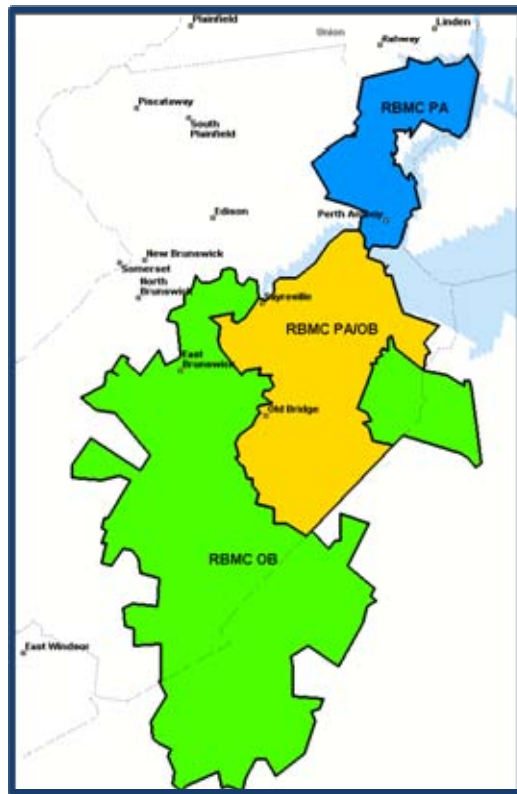 Plainfield
Linden
Union
Rahway
Piscataway
South
Plainfield
RBMC PA
Edison
Perth Amboy
New Brunswick
Somerset
North
Brunswick
Sayreville
RBMC PA/OB
East
Brunswick
Old Bridge
RBMC OB
East Windsor